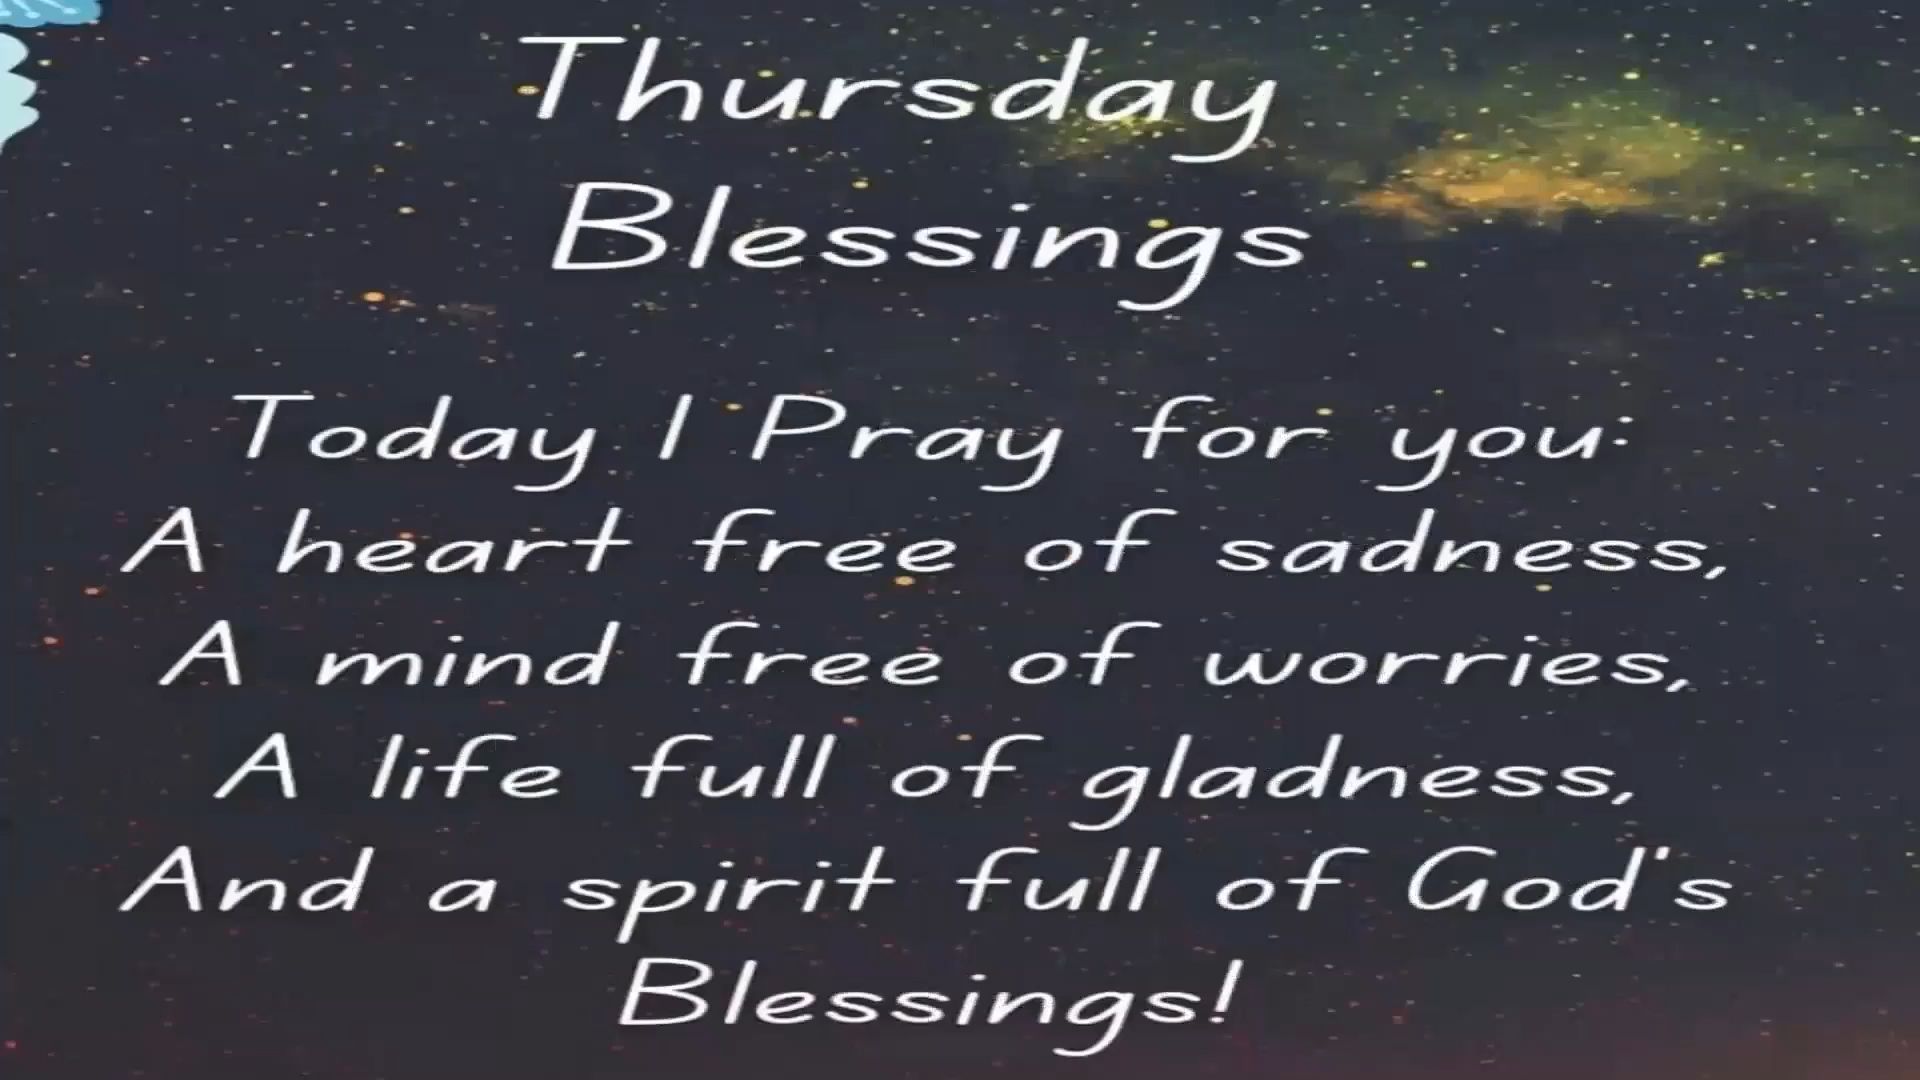 Thursday
Blessings
Today I Pray for you:
A heart free of sadness,
A mind free of worries,
A life full of gladness,
And a spirit full of God's
Blessings!